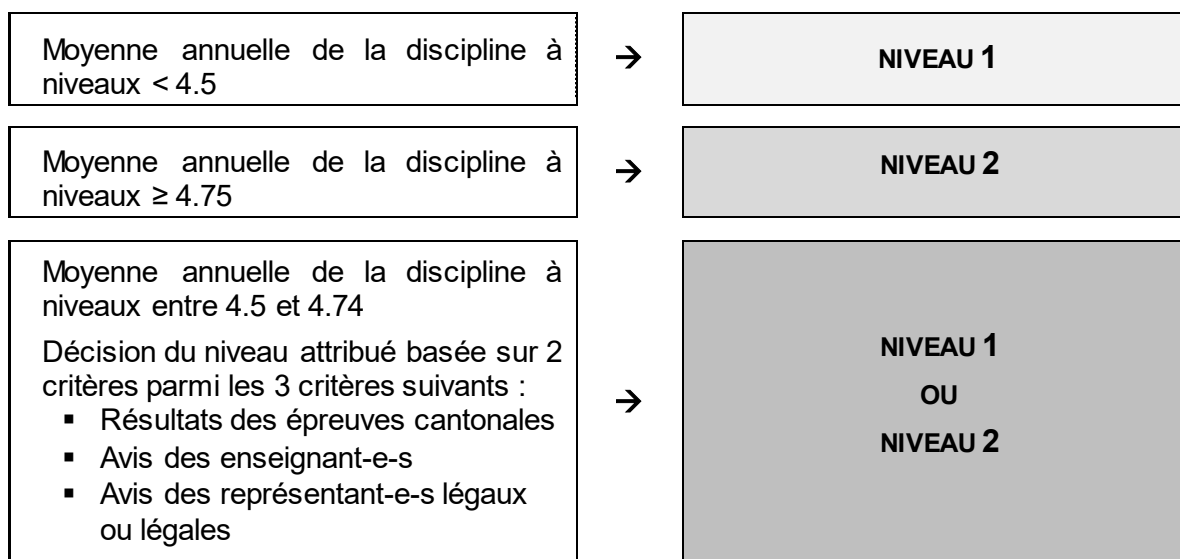 Moyenne annuelle de la discipline à
niveaux < 4.5
→
NIVEAU 1
Moyenne annuelle de la discipline à
niveaux ≥ 4.75
→
NIVEAU 2
Moyenne annuelle de la discipline à
niveaux entre 4.5 et 4.74
Décision du niveau attribué basée sur 2
critères parmi les 3 critères suivants :
▪ Résultats des épreuves cantonales
▪ Avis des enseignant-e-s
▪ Avis des représentant-e-s légaux
ou légales
→
NIVEAU 1
OU
NIVEAU 2